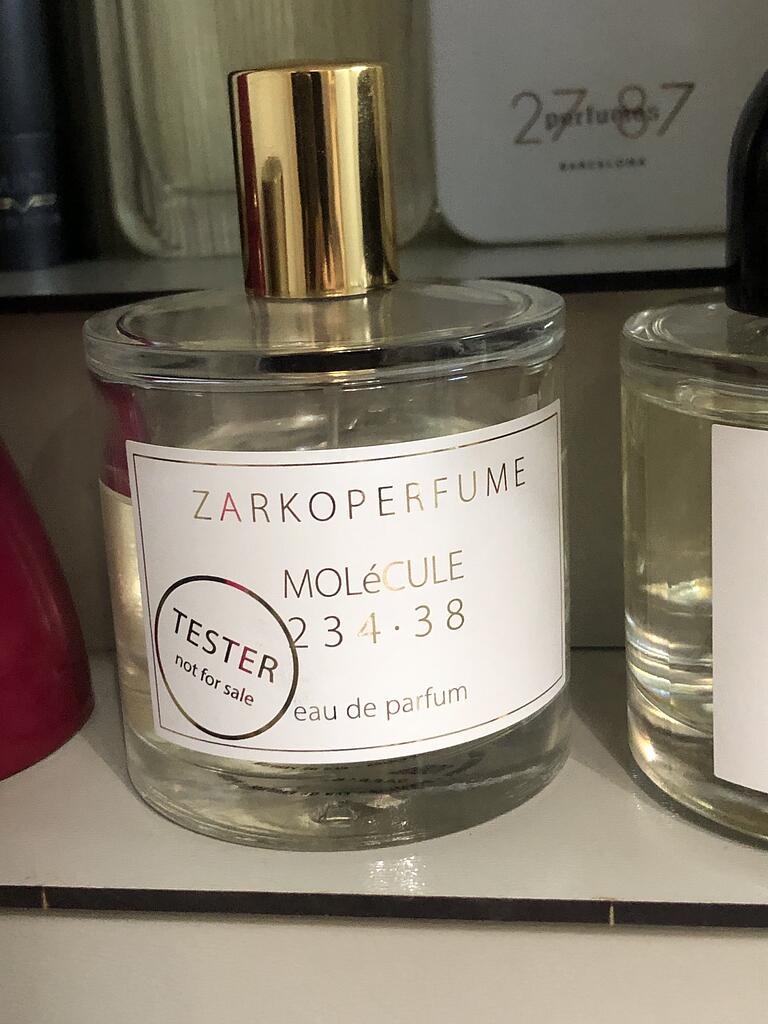 27 87
perfumes
BARCELONA
ZARKOPERFUME
MOLéCULE
234·38
eau de parfum
TESTER
not for sale